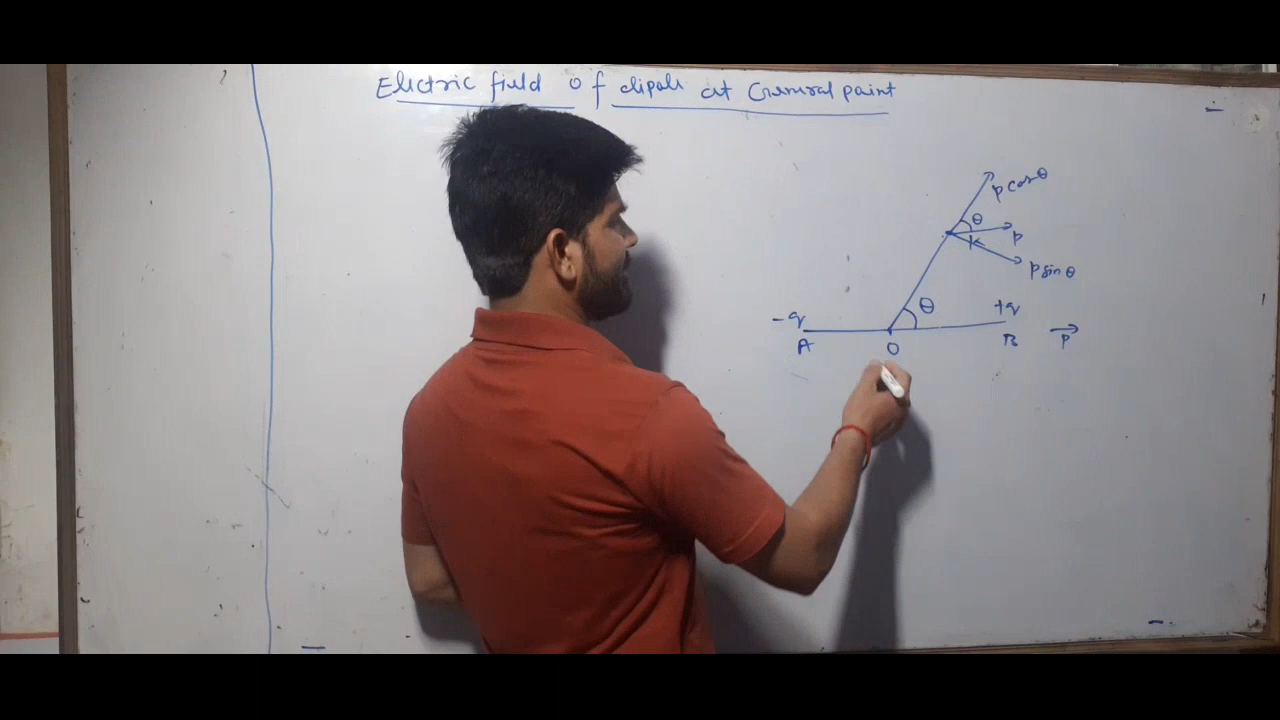 Electric field of dipole at General point
p cosθ
θ
p
p sinθ
θ
-q +q
A O B p